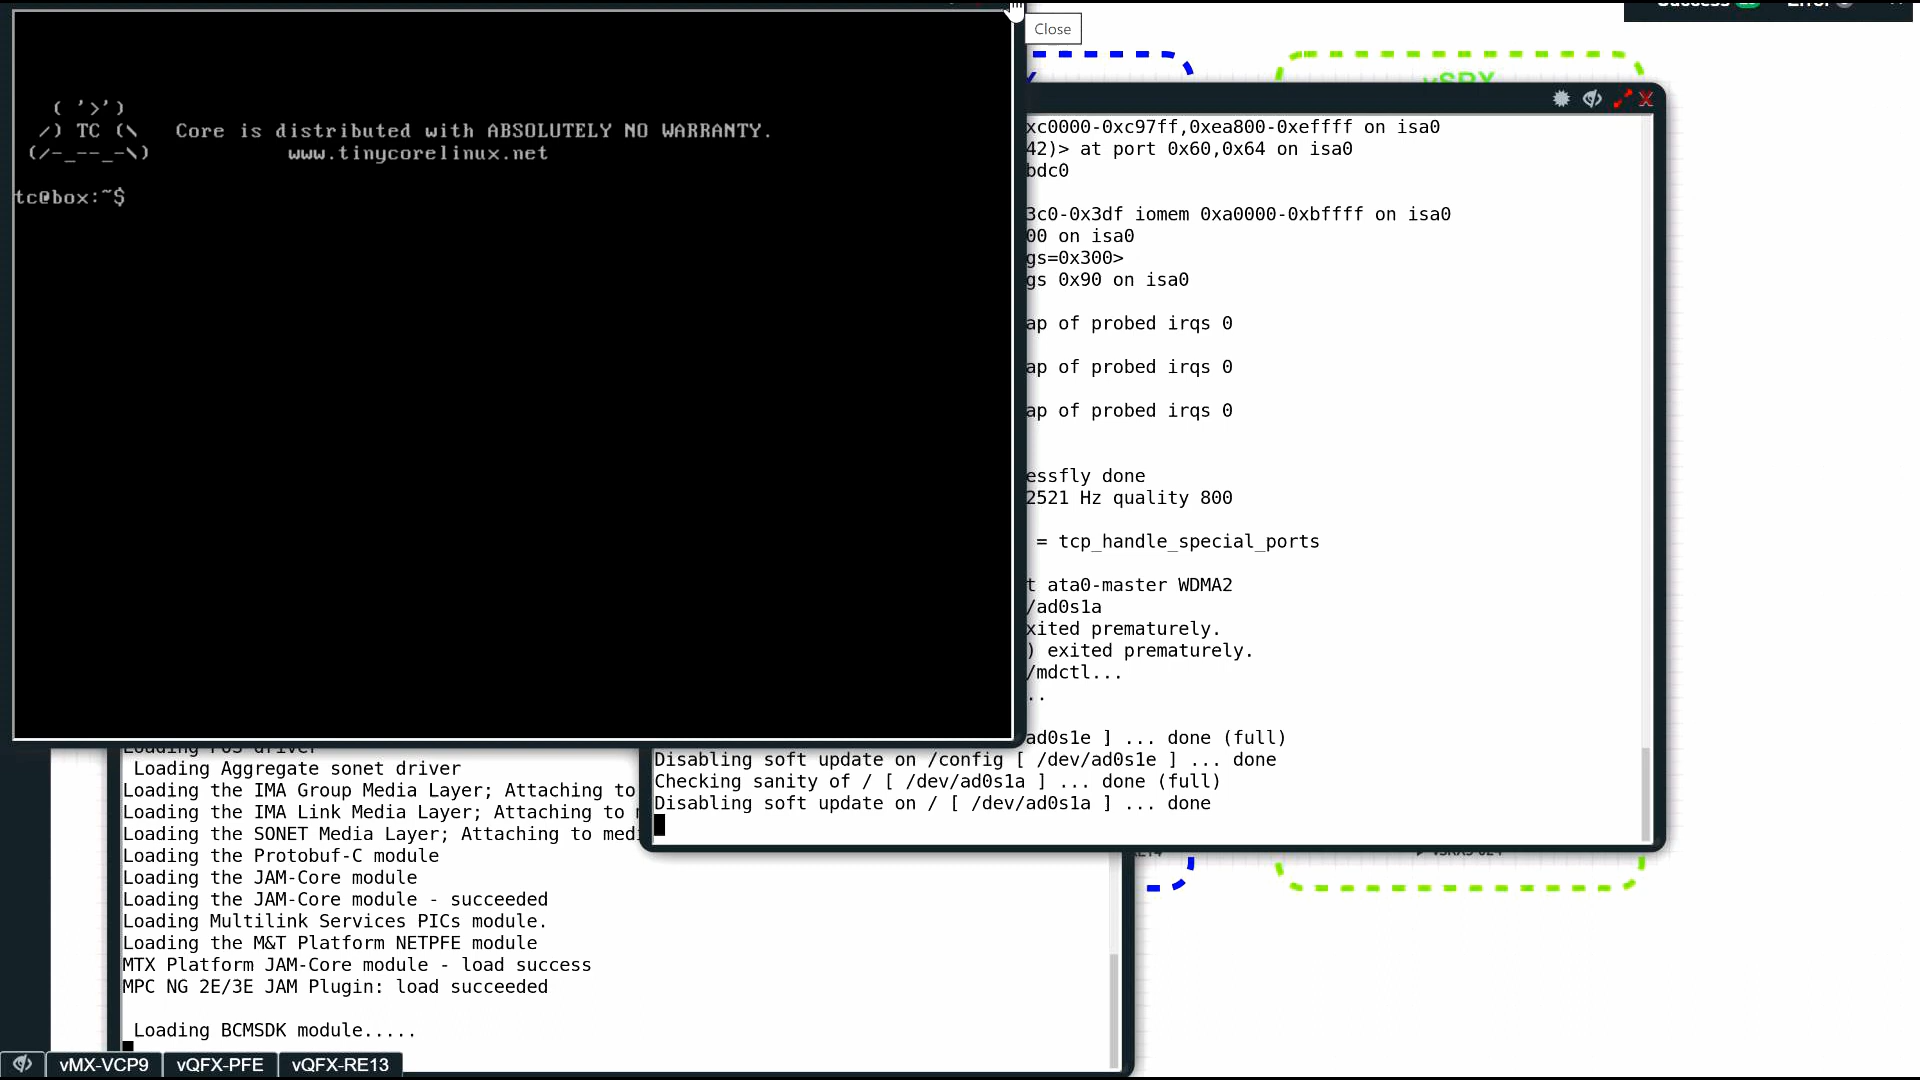 Close
( '>')
/) TC (\   Core is distributed with ABSOLUTELY NO WARRANTY.
(/-_--_-\)           www.tinycorelinux.net
tc@box:~$
vSRX
xc0000-0xc97ff,0xea800-0xeffff on isa0
42)> at port 0x60,0x64 on isa0
bdc0
3c0-0x3df iomem 0xa0000-0xbffff on isa0
00 on isa0
gs=0x300>
gs 0x90 on isa0
ap of probed irqs 0
ap of probed irqs 0
ap of probed irqs 0
essfly done
2521 Hz quality 800
= tcp_handle_special_ports
t ata0-master WDMA2
/ad0s1a
xited prematurely.
) exited prematurely.
/mdctl...
..
ad0s1e ] ... done (full)
Disabling soft update on /config [ /dev/ad0s1e ] ... done
Checking sanity of / [ /dev/ad0s1a ] ... done (full)
Disabling soft update on / [ /dev/ad0s1a ] ... done
Loading Aggregate sonet driver
Loading the IMA Group Media Layer; Attaching to
Loading the IMA Link Media Layer; Attaching to
Loading the SONET Media Layer; Attaching to medi
Loading the Protobuf-C module
Loading the JAM-Core module
Loading the JAM-Core module - succeeded
Loading Multilink Services PICs module.
Loading the M&T Platform NETPFE module
MTX Platform JAM-Core module - load success
MPC NG 2E/3E JAM Plugin: load succeeded
Loading BCMSDK module.....
vMX-VCP9
vQFX-PFE
vQFX-RE13